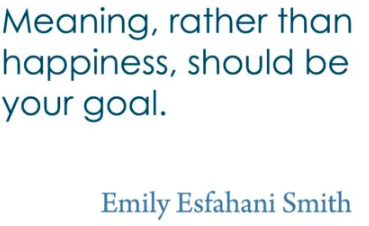 Meaning, rather than
happiness, should be
your goal.
Emily Esfahani Smith